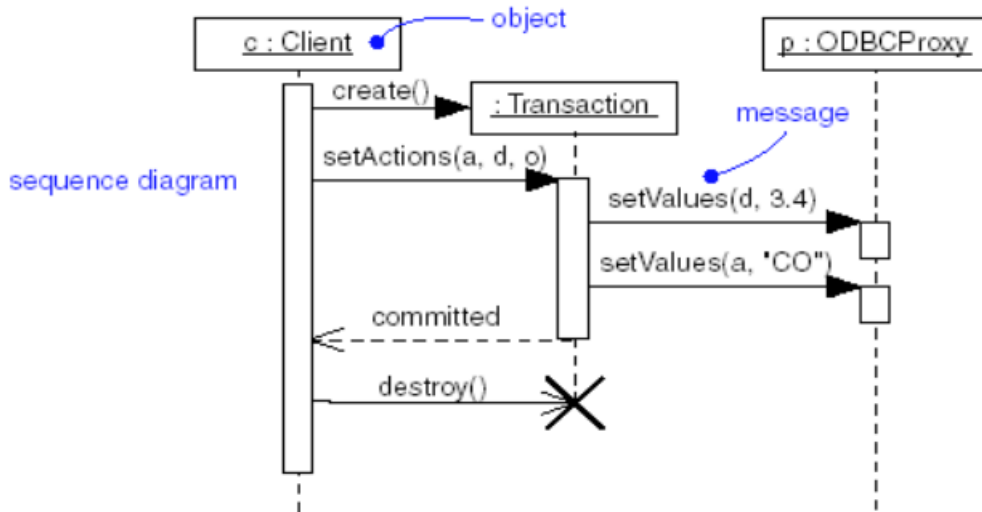 object
c : Client
p : ODBCProxy
create()
: Transaction
message
setActions(a, d, o)
sequence diagram
setValues(d, 3.4)
setValues(a, "CO")
committed
destroy()